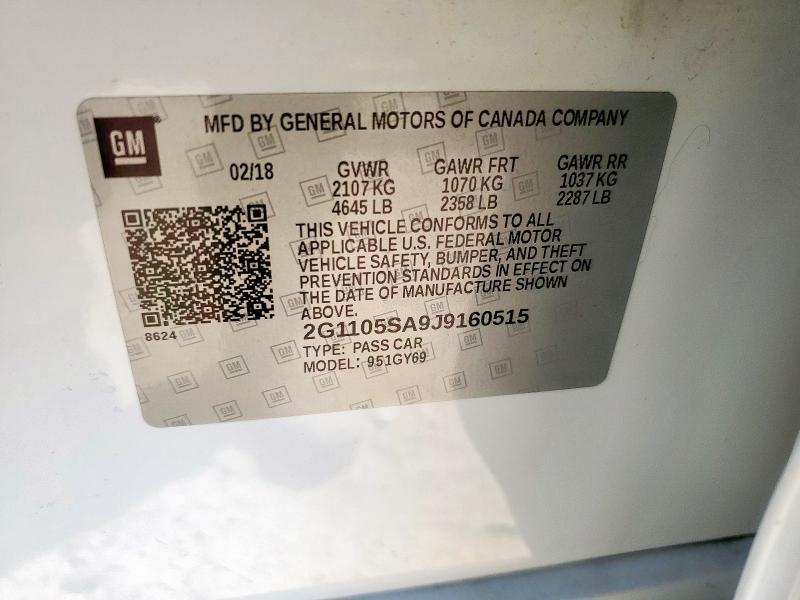 GM
MFD BY GENERAL MOTORS OF CANADA COMPANY
02/18 GVWR GAWR FRT GAWR RR
2107 KG 1070 KG 1037 KG
4645 LB 2358 LB 2287 LB
THIS VEHICLE CONFORMS TO ALL
APPLICABLE U.S. FEDERAL MOTOR
VEHICLE SAFETY, BUMPER, AND THEFT
PREVENTION STANDARDS IN EFFECT ON
THE DATE OF MANUFACTURE SHOWN
ABOVE.
8624
2G1105SA9J9160515
TYPE: PASS CAR
MODEL: 951GY69